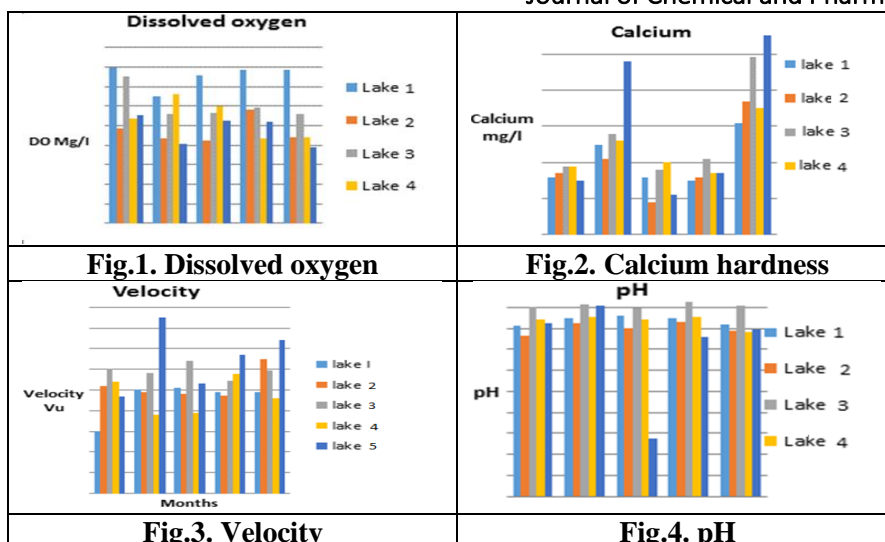 Journal of Chemical and Pharm
Dissolved oxygen
DO Mg/l
Lake 1
Lake 2
Lake 3
Lake 4
Calcium
Calcium
mg/l
lake 1
lake 2
lake 3
lake 4
Fig.1. Dissolved oxygen
Fig.2. Calcium hardness
Velocity
Velocity
Vu
lake l
lake 2
lake 3
lake 4
lake 5
Months
pH
pH
Lake 1
Lake 2
Lake 3
Lake 4
Fig.3. Velocity
Fig.4. pH